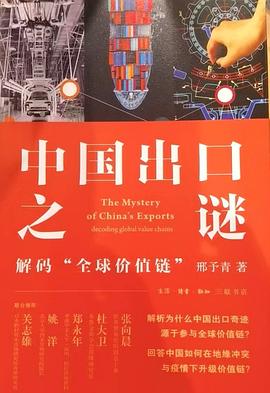 中国出口
之谜
The Mystery
of China's Exports
decoding global value chains
解码“全球价值链”
邢予青 著
生活·读书·新知 三联书店
联合推荐
张向晨
杜大卫
郑永年
姚洋
关志雄
解析为什么中国出口奇迹
源于参与全球价值链？
回答中国如何在地缘冲突
与疫情下升级价值链？